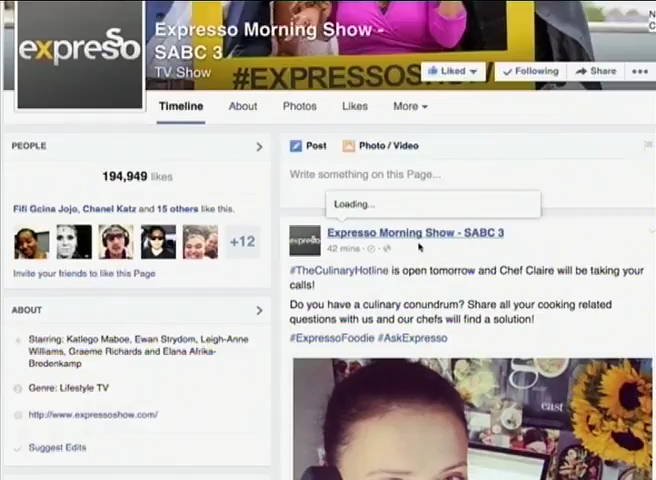 expresso
Expresso Morning Show -
SABC 3
TV Show
#EXPRESSOSH
Liked
Following
Share
Timeline
About
Photos
Likes
More
PEOPLE
194,949 likes
Fifi Gcina Jojo, Chanel Katz and 15 others like this.
+12
Invite your friends to like this Page
ABOUT
Starring: Katlego Maboe, Ewan Strydom, Leigh-Anne
Williams, Graeme Richards and Elana Afrika-
Bredenkamp
Genre: Lifestyle TV
http://www.expressoshow.com/
Suggest Edits
Post
Photo / Video
Write something on this Page...
Loading...
expresso
Expresso Morning Show - SABC 3
42 mins
#TheCulinaryHotline is open tomorrow and Chef Claire will be taking your
calls!
Do you have a culinary conundrum? Share all your cooking related
questions with us and our chefs will find a solution!
#ExpressoFoodie #AskExpresso
go
east